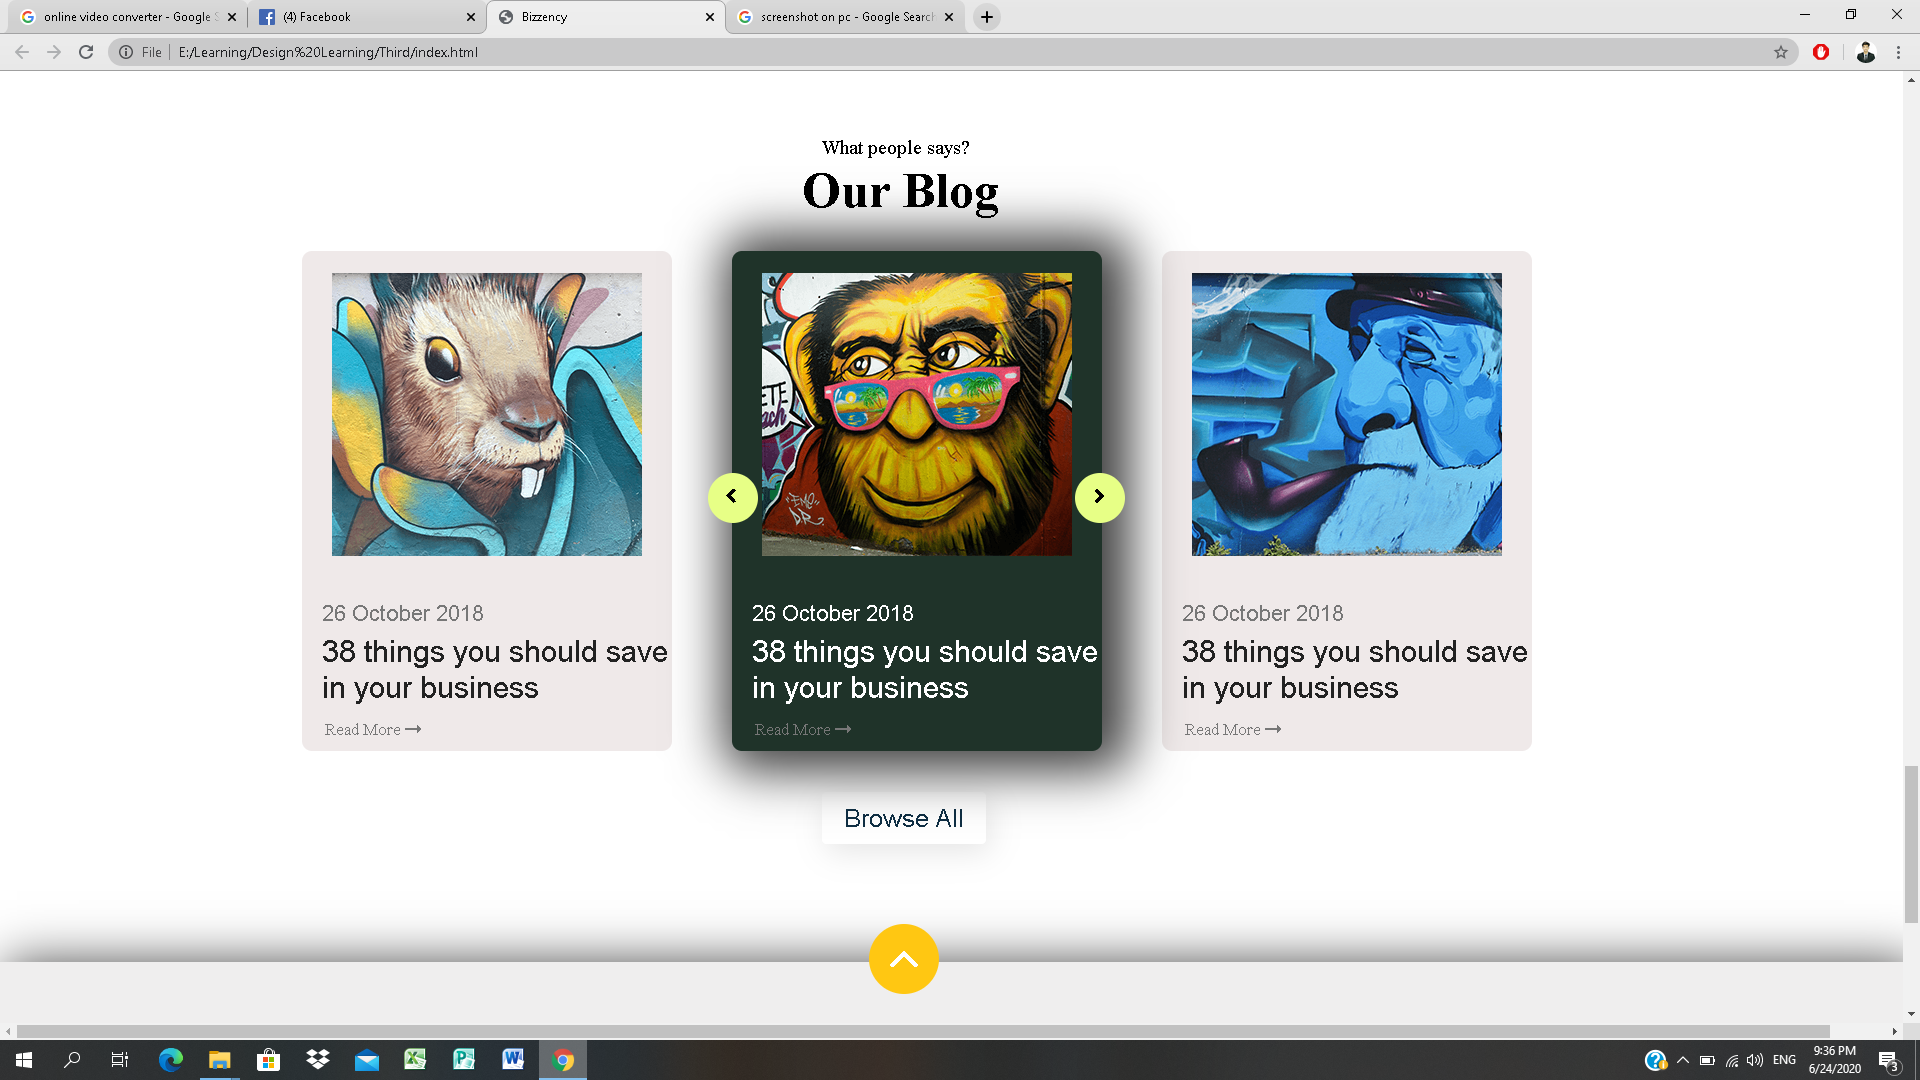 online video converter - Google S
(4) Facebook
Bizzency
screenshot on pc - Google Search
File
E:/Learning/Design%20Learning/Third/index.html
What people says?
Our Blog
ETE
ach
26 October 2018
38 things you should save
in your business
Read More
26 October 2018
38 things you should save
in your business
Read More
26 October 2018
38 things you should save
in your business
Read More
Browse All
ENG
9:36 PM
6/24/2020
3